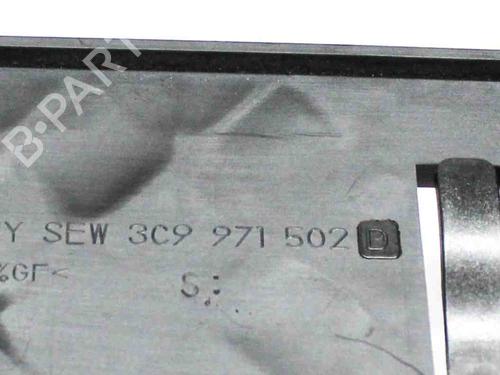 B-PARTS
Y SEW 3C9 971 502 D
%GF<
S;